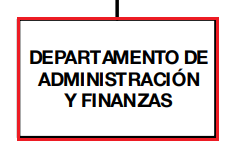 DEPARTAMENTO DE
ADMINISTRACIÓN
Y FINANZAS